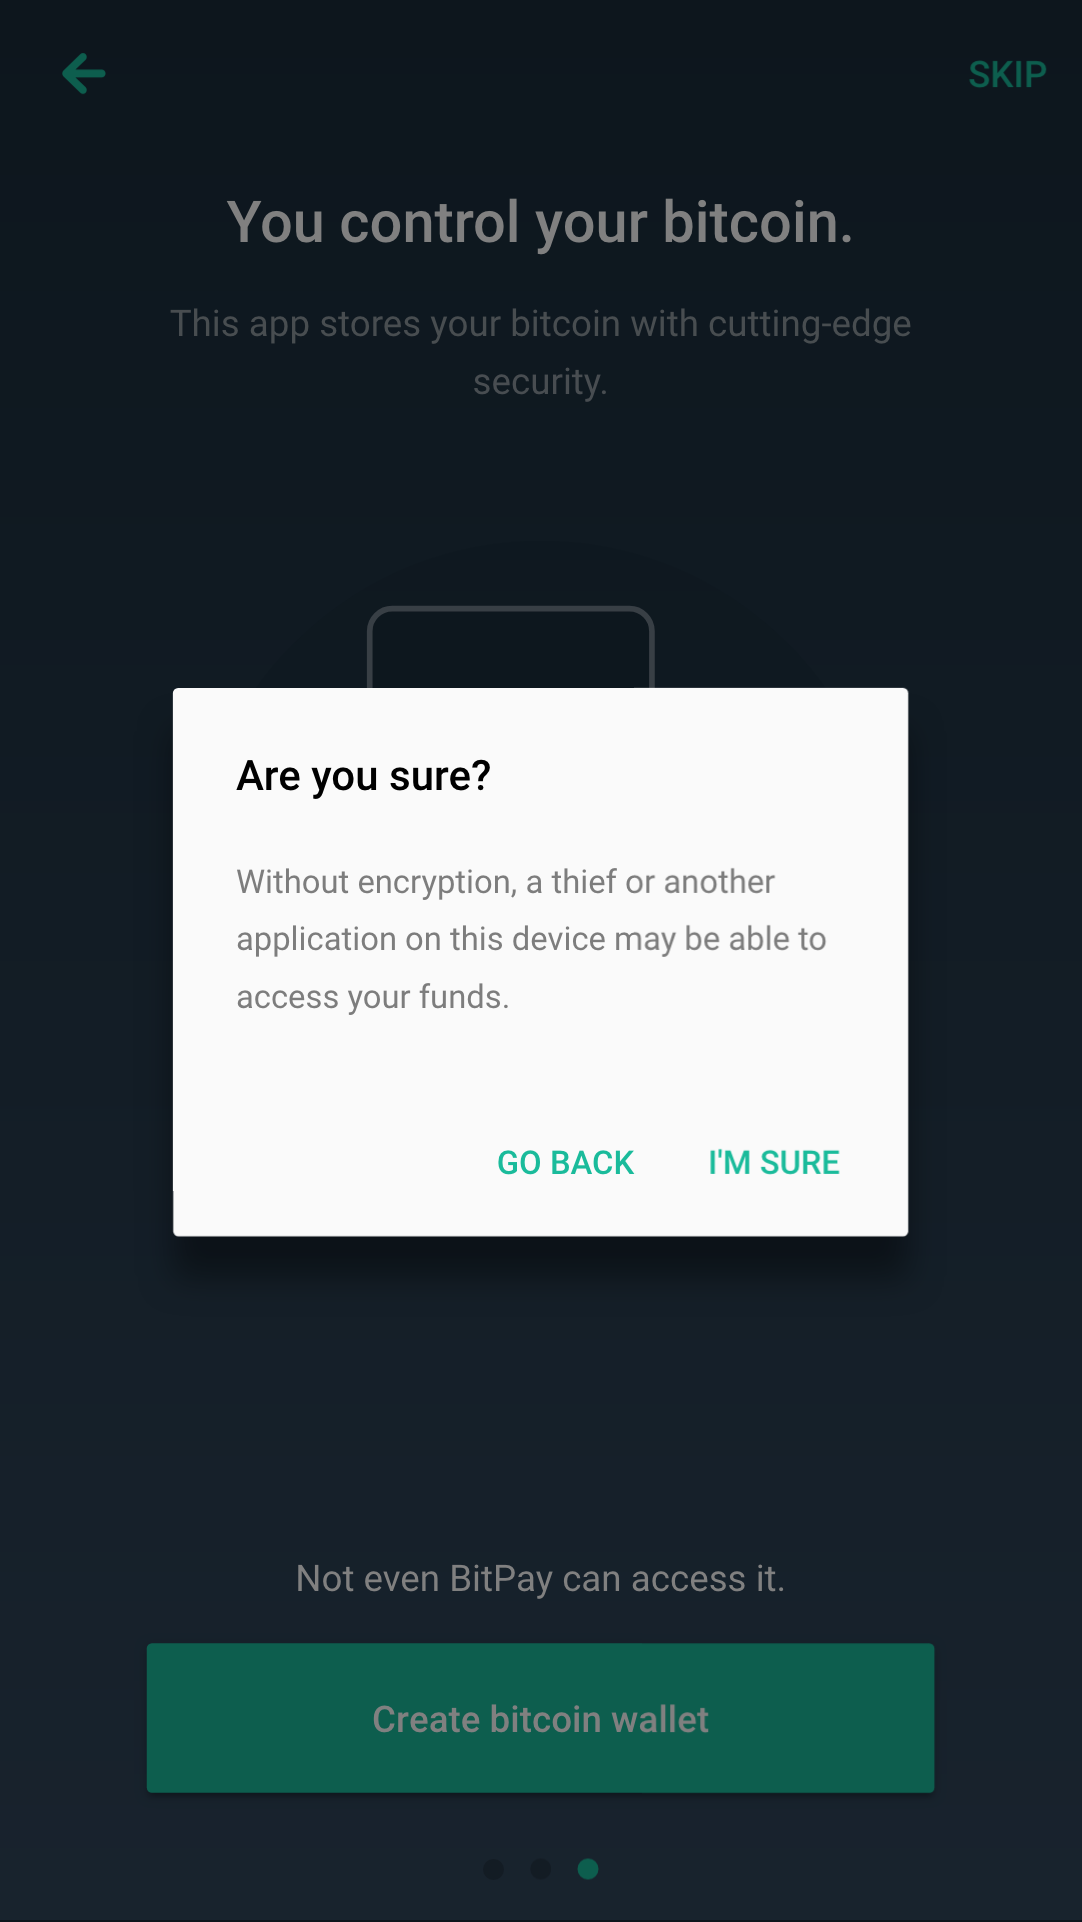 SKIP
You control your bitcoin.
This app stores your bitcoin with cutting-edge
security.
Are you sure?
Without encryption, a thief or another
application on this device may be able to
access your funds.
GO BACK I'M SURE
Not even BitPay can access it.
Create bitcoin wallet